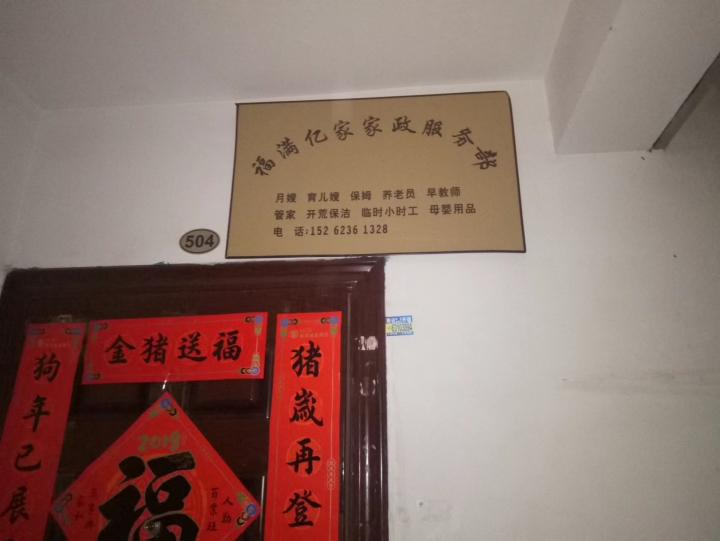 福满亿家家政服务部
月嫂 育儿嫂 保姆 养老员 早教师
管家 开荒保洁 临时小时工 母婴用品
电 话:152 6236 1328
504
金猪送福
狗年已展
猪岁再登
2019
福